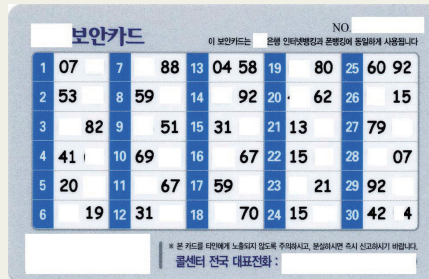 보안카드
NO.
이 보안카드는 은행 인터넷뱅킹과 폰뱅킹에 동일하게 사용됩니다
1 07 7 88 13 04 58 19 80 25 60 92
2 53 8 59 14 92 20 62 26 15
3 82 9 51 15 31 21 13 27 79
4 41 10 69 16 67 22 15 28 07
5 20 11 67 17 59 23 21 29 92
6 19 12 31 18 70 24 15 30 42 4
* 본 카드를 타인에게 노출되지 않도록 주의하시고, 분실하시면 즉시 신고하시기 바랍니다.
콜센터 전국 대표전화 :